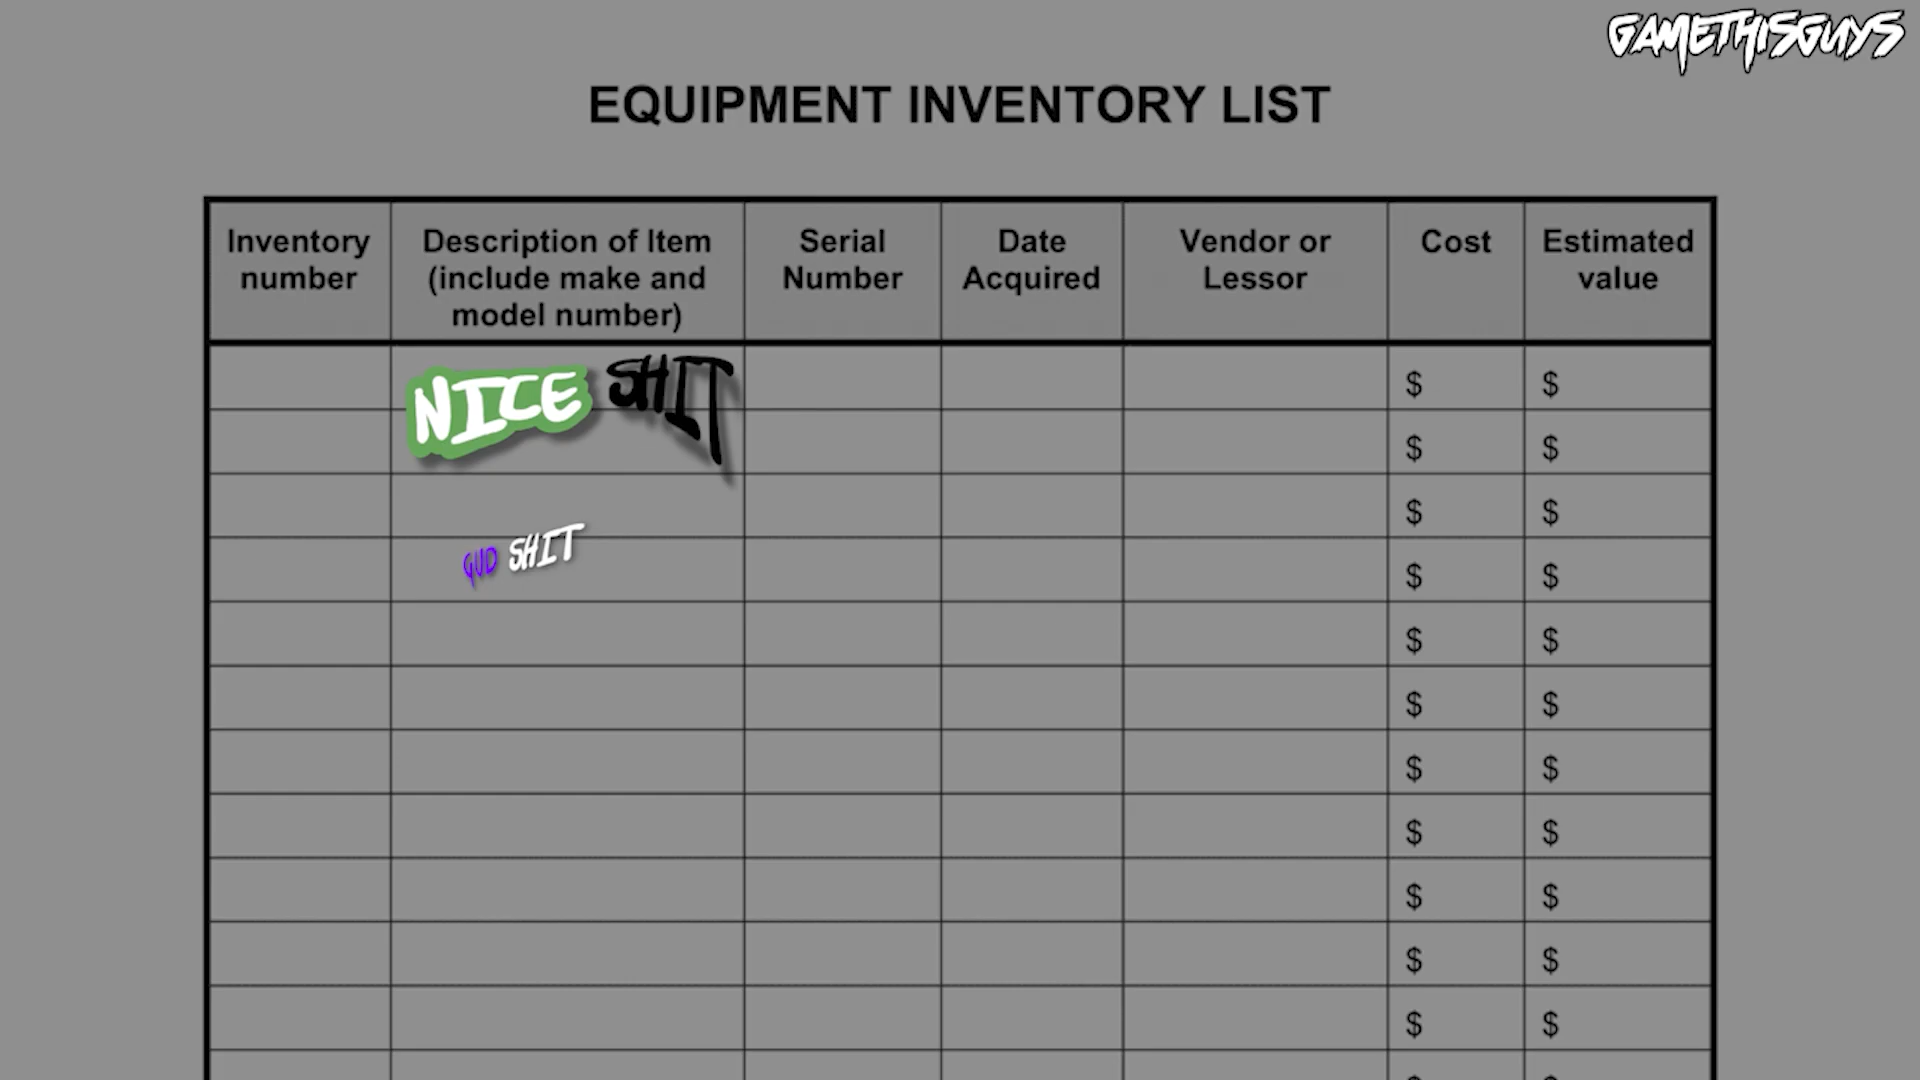 GAMETHISGUYS
EQUIPMENT INVENTORY LIST
Inventory number
Description of Item (include make and model number)
Serial Number
Date Acquired
Vendor or Lessor
Cost
Estimated value
NICE SHIT
$ $
$ $
$ $
GUD SHIT
$ $
$ $
$ $
$ $
$ $
$ $
$ $
$ $